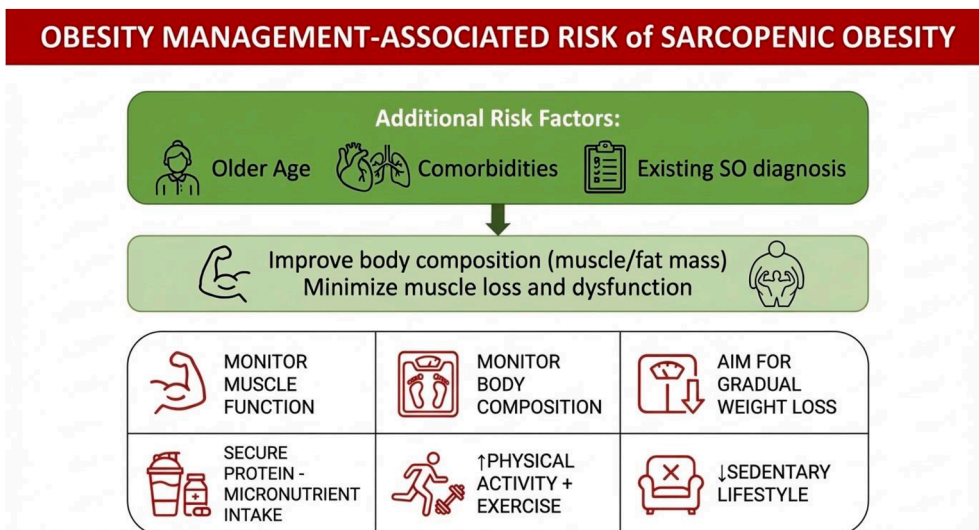 OBESITY MANAGEMENT-ASSOCIATED RISK of SARCOPENIC OBESITY
Additional Risk Factors:
Older Age
Comorbidities
Existing SO diagnosis
Improve body composition (muscle/fat mass)
Minimize muscle loss and dysfunction
MONITOR
MUSCLE
FUNCTION
MONITOR
BODY
COMPOSITION
AIM FOR
GRADUAL
WEIGHT LOSS
SECURE
PROTEIN -
MICRONUTRIENT
INTAKE
↑PHYSICAL
ACTIVITY +
EXERCISE
↓SEDENTARY
LIFESTYLE